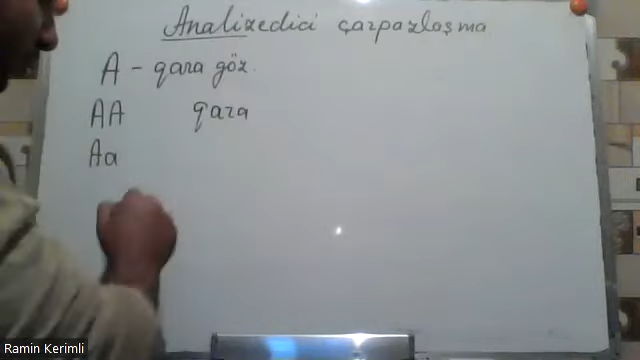 Analizedici çarpazlaşma
A - qara göz.
AA qara
Aa
Ramin Kerimli